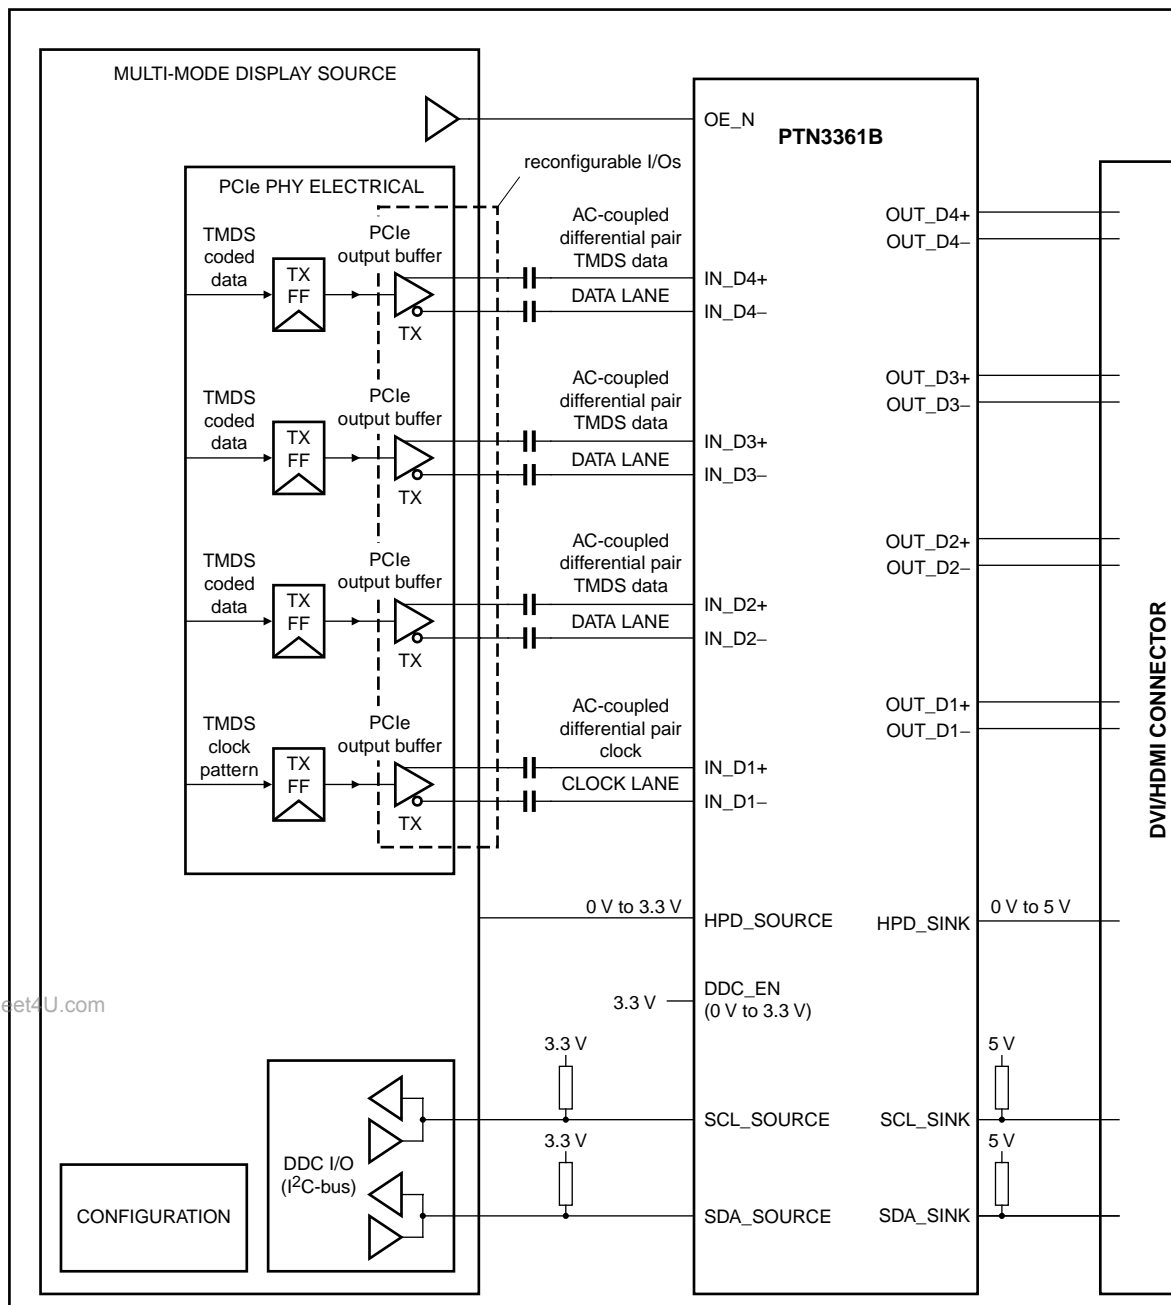 MULTI-MODE DISPLAY SOURCE
OE_N
PTN3361B
reconfigurable I/Os
PCIe PHY ELECTRICAL
TMDS
coded
data
TX
FF
PCIe
output buffer
TX
AC-coupled
differential pair
TMDS data
DATA LANE
IN_D4+
IN_D4−
OUT_D4+
OUT_D4−
TMDS
coded
data
TX
FF
PCIe
output buffer
TX
AC-coupled
differential pair
TMDS data
DATA LANE
IN_D3+
IN_D3−
OUT_D3+
OUT_D3−
TMDS
coded
data
TX
FF
PCIe
output buffer
TX
AC-coupled
differential pair
TMDS data
DATA LANE
IN_D2+
IN_D2−
OUT_D2+
OUT_D2−
TMDS
clock
pattern
TX
FF
PCIe
output buffer
TX
AC-coupled
differential pair
clock
CLOCK LANE
IN_D1+
IN_D1−
OUT_D1+
OUT_D1−
DVI/HDMI CONNECTOR
0 V to 3.3 V
HPD_SOURCE
HPD_SINK
0 V to 5 V
eet4U.com
3.3 V
DDC_EN
(0 V to 3.3 V)
3.3 V
5 V
SCL_SOURCE
SCL_SINK
3.3 V
5 V
DDC I/O
(I²C-bus)
CONFIGURATION
SDA_SOURCE
SDA_SINK